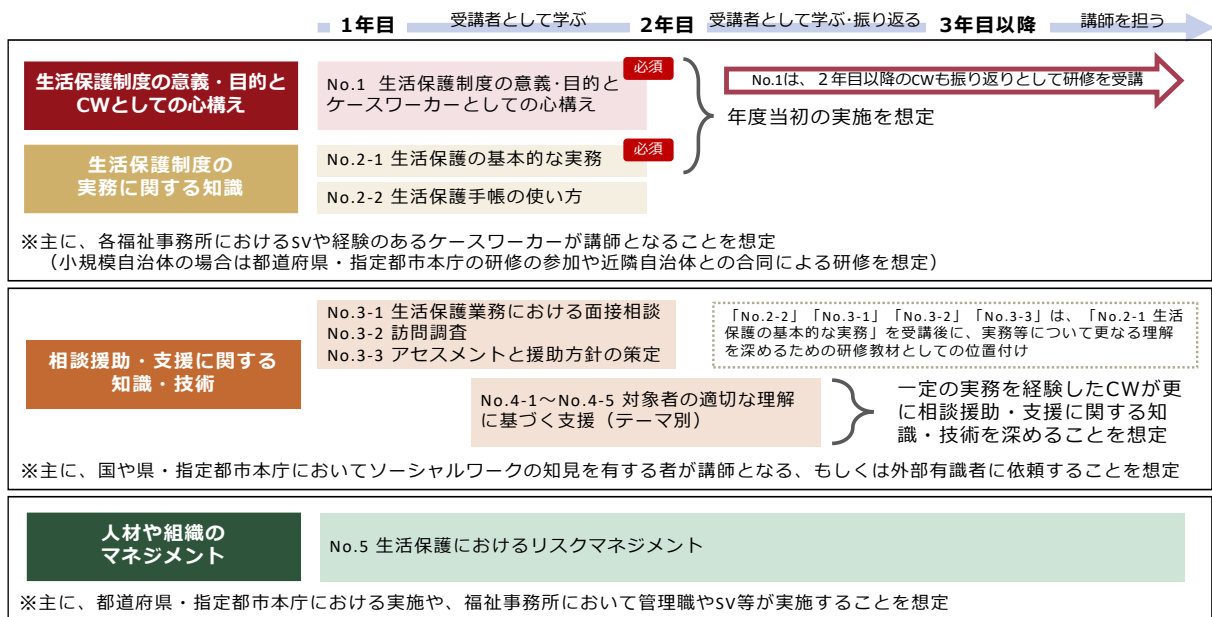 1年目
受講者として学ぶ
2年目
受講者として学ぶ・振り返る
3年目以降
講師を担う
生活保護制度の意義・目的と
CWとしての心構え
No.1 生活保護制度の意義・目的と
ケースワーカーとしての心構え
必須
No.1は、２年目以降のCWも振り返りとして研修を受講
年度当初の実施を想定
生活保護制度の
実務に関する知識
No.2-1 生活保護の基本的な実務
必須
No.2-2 生活保護手帳の使い方
※主に、各福祉事務所におけるSVや経験のあるケースワーカーが講師となることを想定
（小規模自治体の場合は都道府県・指定都市本庁の研修の参加や近隣自治体との合同による研修を想定）
相談援助・支援に関する
知識・技術
No.3-1 生活保護業務における面接相談
No.3-2 訪問調査
No.3-3 アセスメントと援助方針の策定
「No.2-2」「No.3-1」「No.3-2」「No.3-3」は、「No.2-1 生活
保護の基本的な実務」を受講後に、実務等について更なる理解
を深めるための研修教材としての位置付け
No.4-1～No.4-5 対象者の適切な理解
に基づく支援（テーマ別）
一定の実務を経験したCWが更
に相談援助・支援に関する知
識・技術を深めることを想定
※主に、国や県・指定都市本庁においてソーシャルワークの知見を有する者が講師となる、もしくは外部有識者に依頼することを想定
人材や組織の
マネジメント
No.5 生活保護におけるリスクマネジメント
※主に、都道府県・指定都市本庁における実施や、福祉事務所において管理職やSV等が実施することを想定